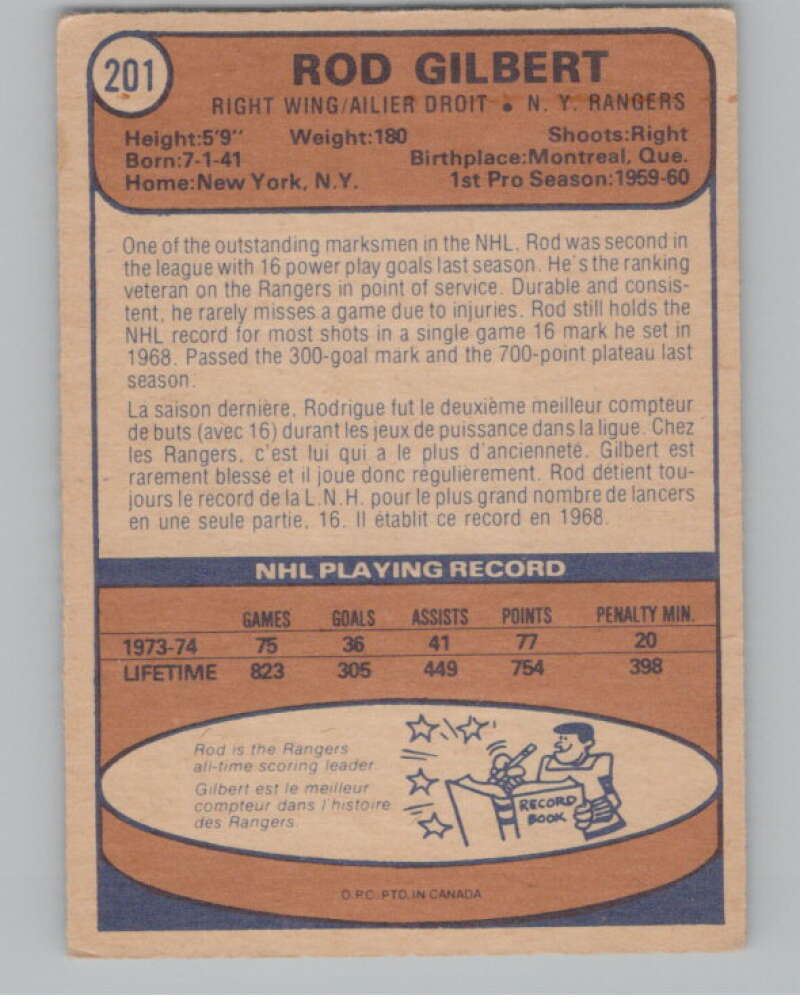 201
ROD GILBERT
RIGHT WING/AILIER DROIT • N. Y. RANGERS
Height:5'9" Weight:180 Shoots:Right
Born:7-1-41 Birthplace:Montreal, Que.
Home:New York, N.Y. 1st Pro Season:1959-60
One of the outstanding marksmen in the NHL, Rod was second in
the league with 16 power play goals last season. He's the ranking
veteran on the Rangers in point of service. Durable and consis-
tent, he rarely misses a game due to injuries. Rod still holds the
NHL record for most shots in a single game 16 mark he set in
1968. Passed the 300-goal mark and the 700-point plateau last
season.
La saison dernière, Rodrigue fut le deuxième meilleur compteur
de buts (avec 16) durant les jeux de puissance dans la ligue. Chez
les Rangers, c'est lui qui a le plus d'ancienneté. Gilbert est
rarement blessé et il joue donc régulièrement. Rod détient tou-
jours le record de la L.N.H. pour le plus grand nombre de lancers
en une seule partie, 16. Il établit ce record en 1968.
NHL PLAYING RECORD
GAMES GOALS ASSISTS POINTS PENALTY MIN.
1973-74 75 36 41 77 20
LIFETIME 823 305 449 754 398
Rod is the Rangers
all-time scoring leader.
Gilbert est le meilleur
compteur dans l'histoire
des Rangers.
RECORD
BOOK
O.P.C. PTD. IN CANADA